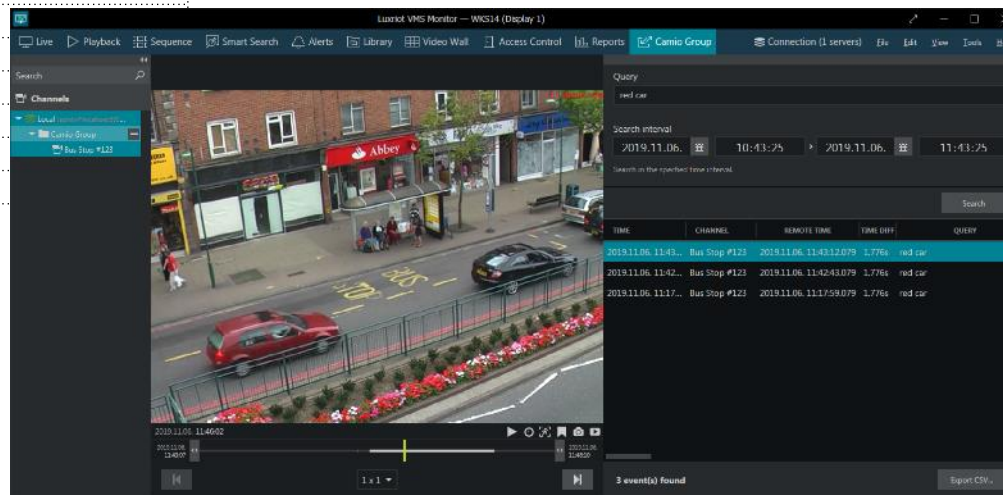 Luxriot VMS Monitor — WKS14 (Display 1)
Live Playback Sequence Smart Search Alerts Library Video Wall Access Control Reports Camio Group Connection (1 servers) File Edit View Tools
Search
Channels
Local
Camio Group
Bus Stop #123
Abbey
BUS
STOP
2019.11.06. 11:46:02
1 x 1
Query
red car
Search interval
2019.11.06. 10:43:25 2019.11.06. 11:43:25
Search in the specified time interval.
Search
TIME CHANNEL REMOTE TIME TIME DIFF QUERY
2019.11.06. 11:43... Bus Stop #123 2019.11.06. 11:43:12.079 1,776s red car
2019.11.06. 11:42... Bus Stop #123 2019.11.06. 11:42:43.079 1,776s red car
2019.11.06. 11:17... Bus Stop #123 2019.11.06. 11:17:59.079 1,776s red car
3 event(s) found
Export CSV...